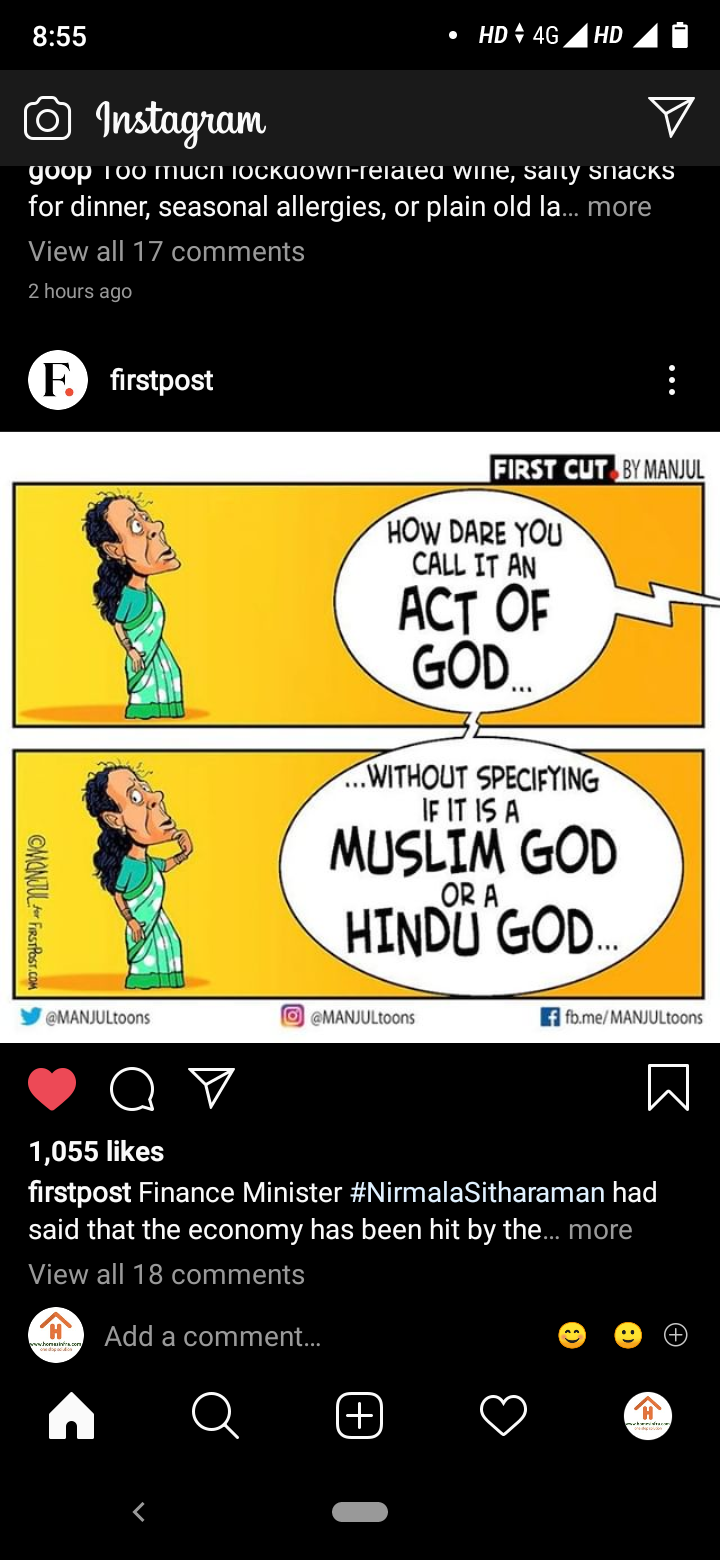 8:55
HD 4G HD
Instagram
goop Too much lockdown-related wine, salty snacks
for dinner, seasonal allergies, or plain old la... more
View all 17 comments
2 hours ago
F.
firstpost
FIRST CUT. BY MANJUL
HOW DARE YOU
CALL IT AN
ACT OF
GOD...
...WITHOUT SPECIFYING
IF IT IS A
MUSLIM GOD
OR A
HINDU GOD...
©MANJUL for FIRSTPOST.COM
@MANJULtoons
@MANJULtoons
fb.me/MANJULtoons
1,055 likes
firstpost Finance Minister #NirmalaSitharaman had
said that the economy has been hit by the... more
View all 18 comments
H
www.homesinfra.com
Add a comment...
H